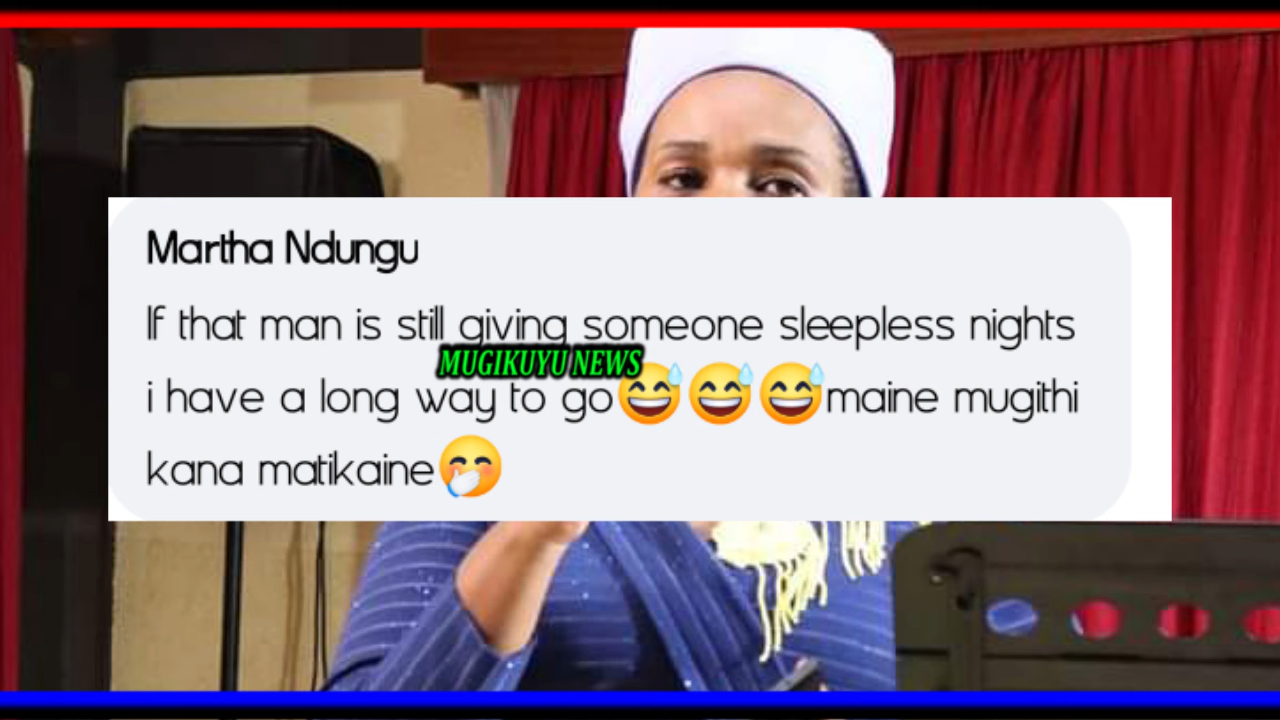 Martha Ndungu
If that man is still giving someone sleepless nights
MUGIKUYU NEWS
i have a long way to go😅😅😅maine mugithi
kana matikaine🤭